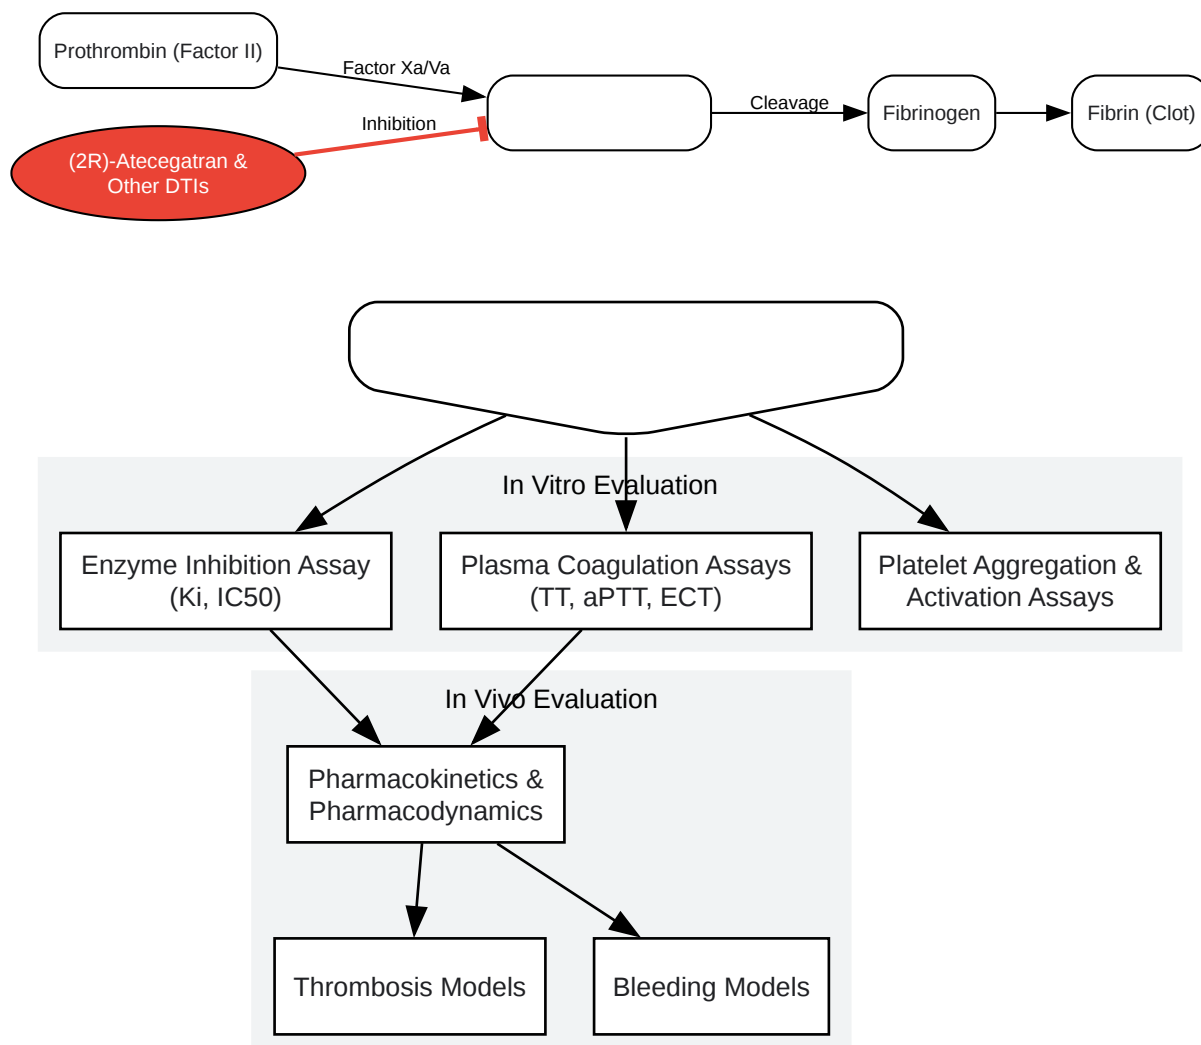 Prothrombin (Factor II)
Factor Xa/Va
Inhibition
(2R)-Atecegatran &
Other DTIs
Cleavage
Fibrinogen
Fibrin (Clot)
In Vitro Evaluation
Enzyme Inhibition Assay
(Ki, IC50)
Plasma Coagulation Assays
(TT, aPTT, ECT)
Platelet Aggregation &
Activation Assays
In Vivo Evaluation
Pharmacokinetics &
Pharmacodynamics
Thrombosis Models
Bleeding Models